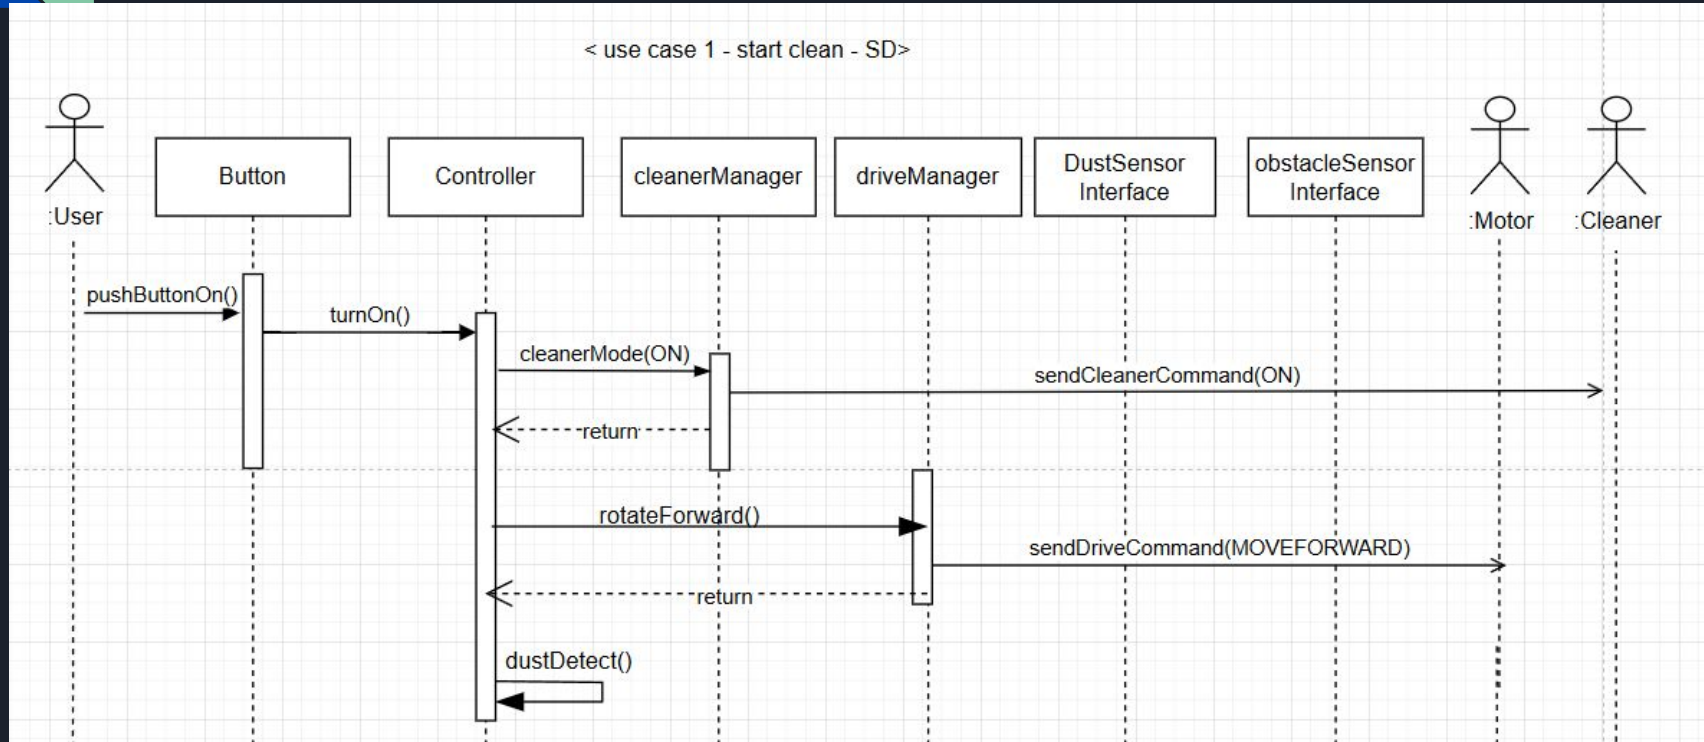 < use case 1 - start clean - SD>
:User
Button
Controller
cleanerManager
driveManager
DustSensor
Interface
obstacleSensor
Interface
:Motor
:Cleaner
pushButtonOn()
turnOn()
cleanerMode(ON)
sendCleanerCommand(ON)
return
rotateForward()
sendDriveCommand(MOVEFORWARD)
return
dustDetect()